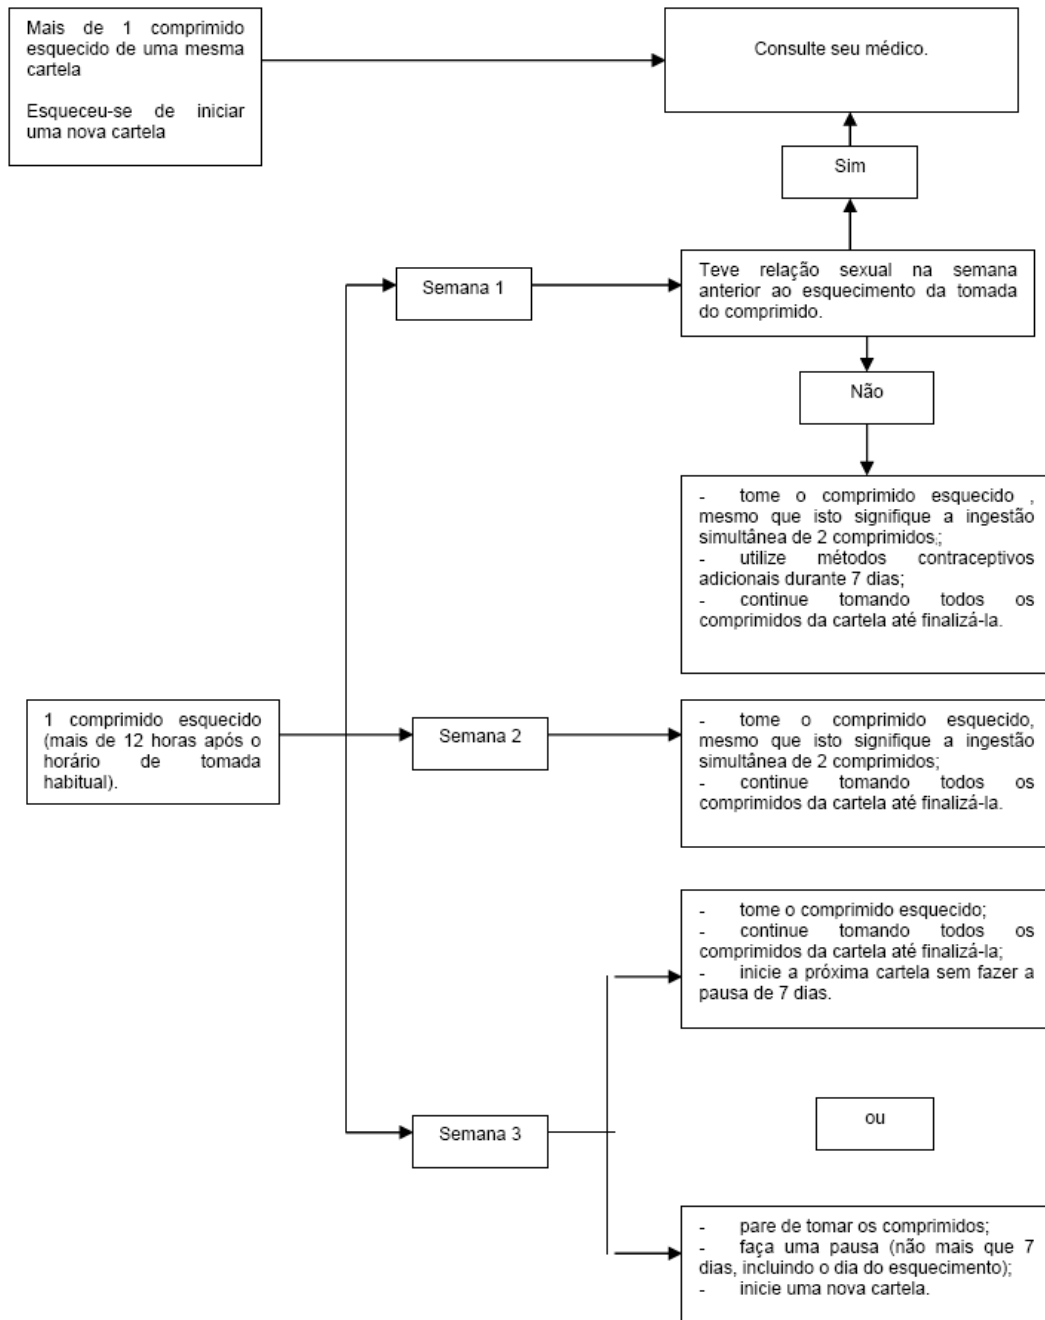 Mais de 1 comprimido
esquecido de uma mesma
cartela
Esqueceu-se de iniciar
uma nova cartela
Consulte seu médico.
Sim
Semana 1
Teve relação sexual na semana
anterior ao esquecimento da tomada
do comprimido.
Não
- tome o comprimido esquecido ,
mesmo que isto signifique a ingestão
simultânea de 2 comprimidos;;
- utilize métodos contraceptivos
adicionais durante 7 dias;
- continue tomando todos os
comprimidos da cartela até finalizá-la.
1 comprimido esquecido
(mais de 12 horas após o
horário de tomada
habitual).
Semana 2
- tome o comprimido esquecido,
mesmo que isto signifique a ingestão
simultânea de 2 comprimidos;
- continue tomando todos os
comprimidos da cartela até finalizá-la.
- tome o comprimido esquecido;
- continue tomando todos os
comprimidos da cartela até finalizá-la;
- inicie a próxima cartela sem fazer a
pausa de 7 dias.
Semana 3
ou
- pare de tomar os comprimidos;
- faça uma pausa (não mais que 7
dias, incluindo o dia do esquecimento);
- inicie uma nova cartela.